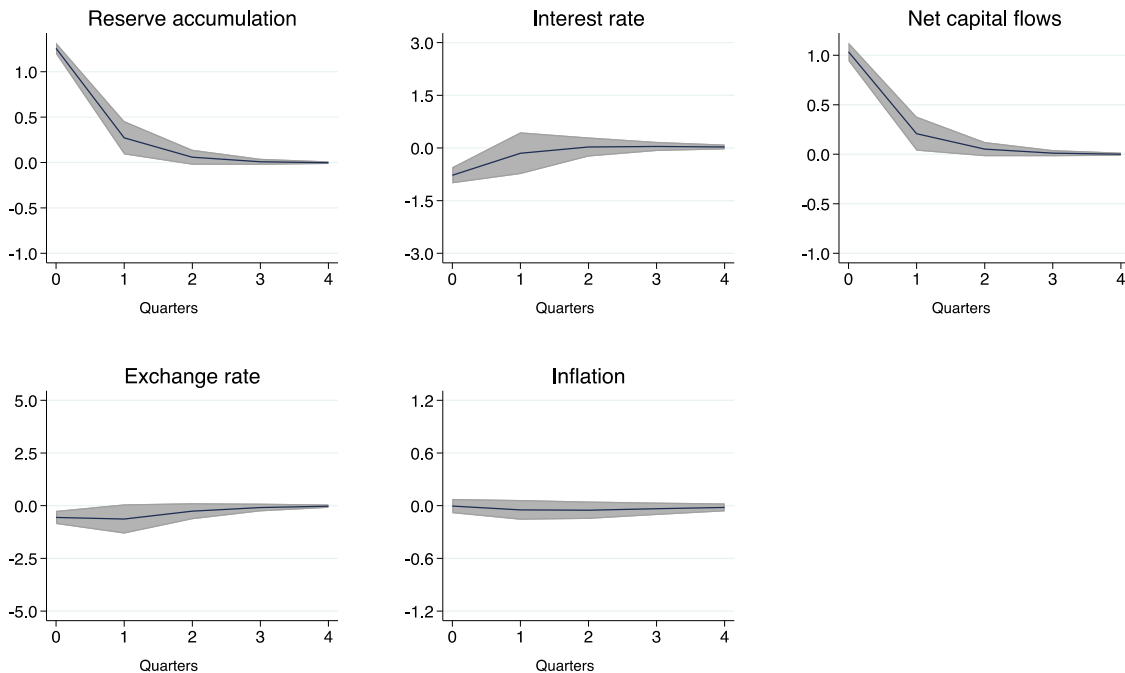 Reserve accumulation
1.0
0.5
0.0
-0.5
-1.0
0 1 2 3 4
Quarters
Interest rate
3.0
1.5
0.0
-1.5
-3.0
0 1 2 3 4
Quarters
Net capital flows
1.0
0.5
0.0
-0.5
-1.0
0 1 2 3 4
Quarters
Exchange rate
5.0
2.5
0.0
-2.5
-5.0
0 1 2 3 4
Quarters
Inflation
1.2
0.6
0.0
-0.6
-1.2
0 1 2 3 4
Quarters